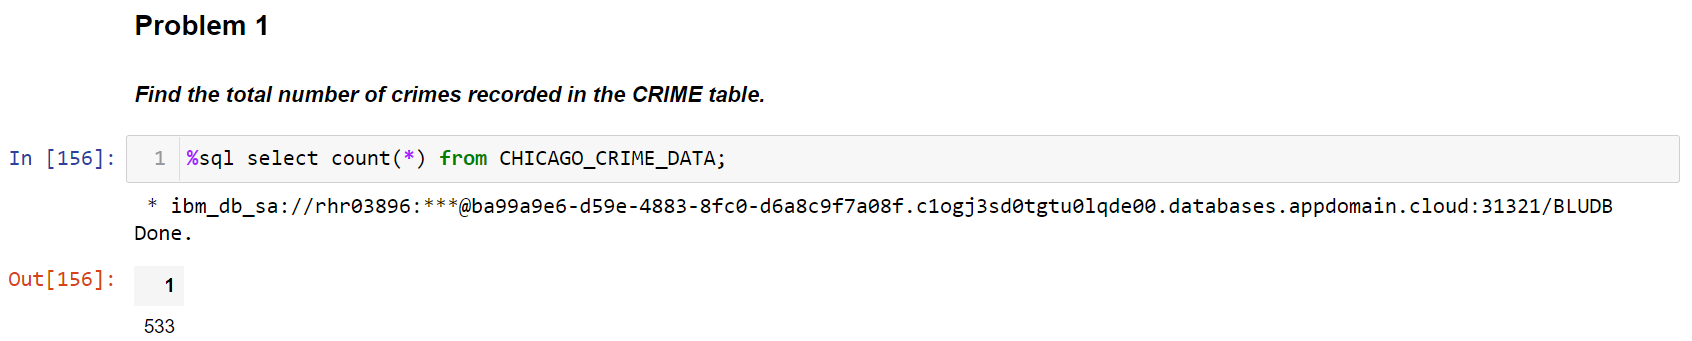 Problem 1
Find the total number of crimes recorded in the CRIME table.
In [156]: 1 %sql select count(*) from CHICAGO_CRIME_DATA;
* ibm_db_sa://rhr03896:***@ba99a9e6-d59e-4883-8fc0-d6a8c9f7a08f.c1ogj3sd0tgtu0lqde00.databases.appdomain.cloud:31321/BLUDB
Done.
Out[156]: 1
533